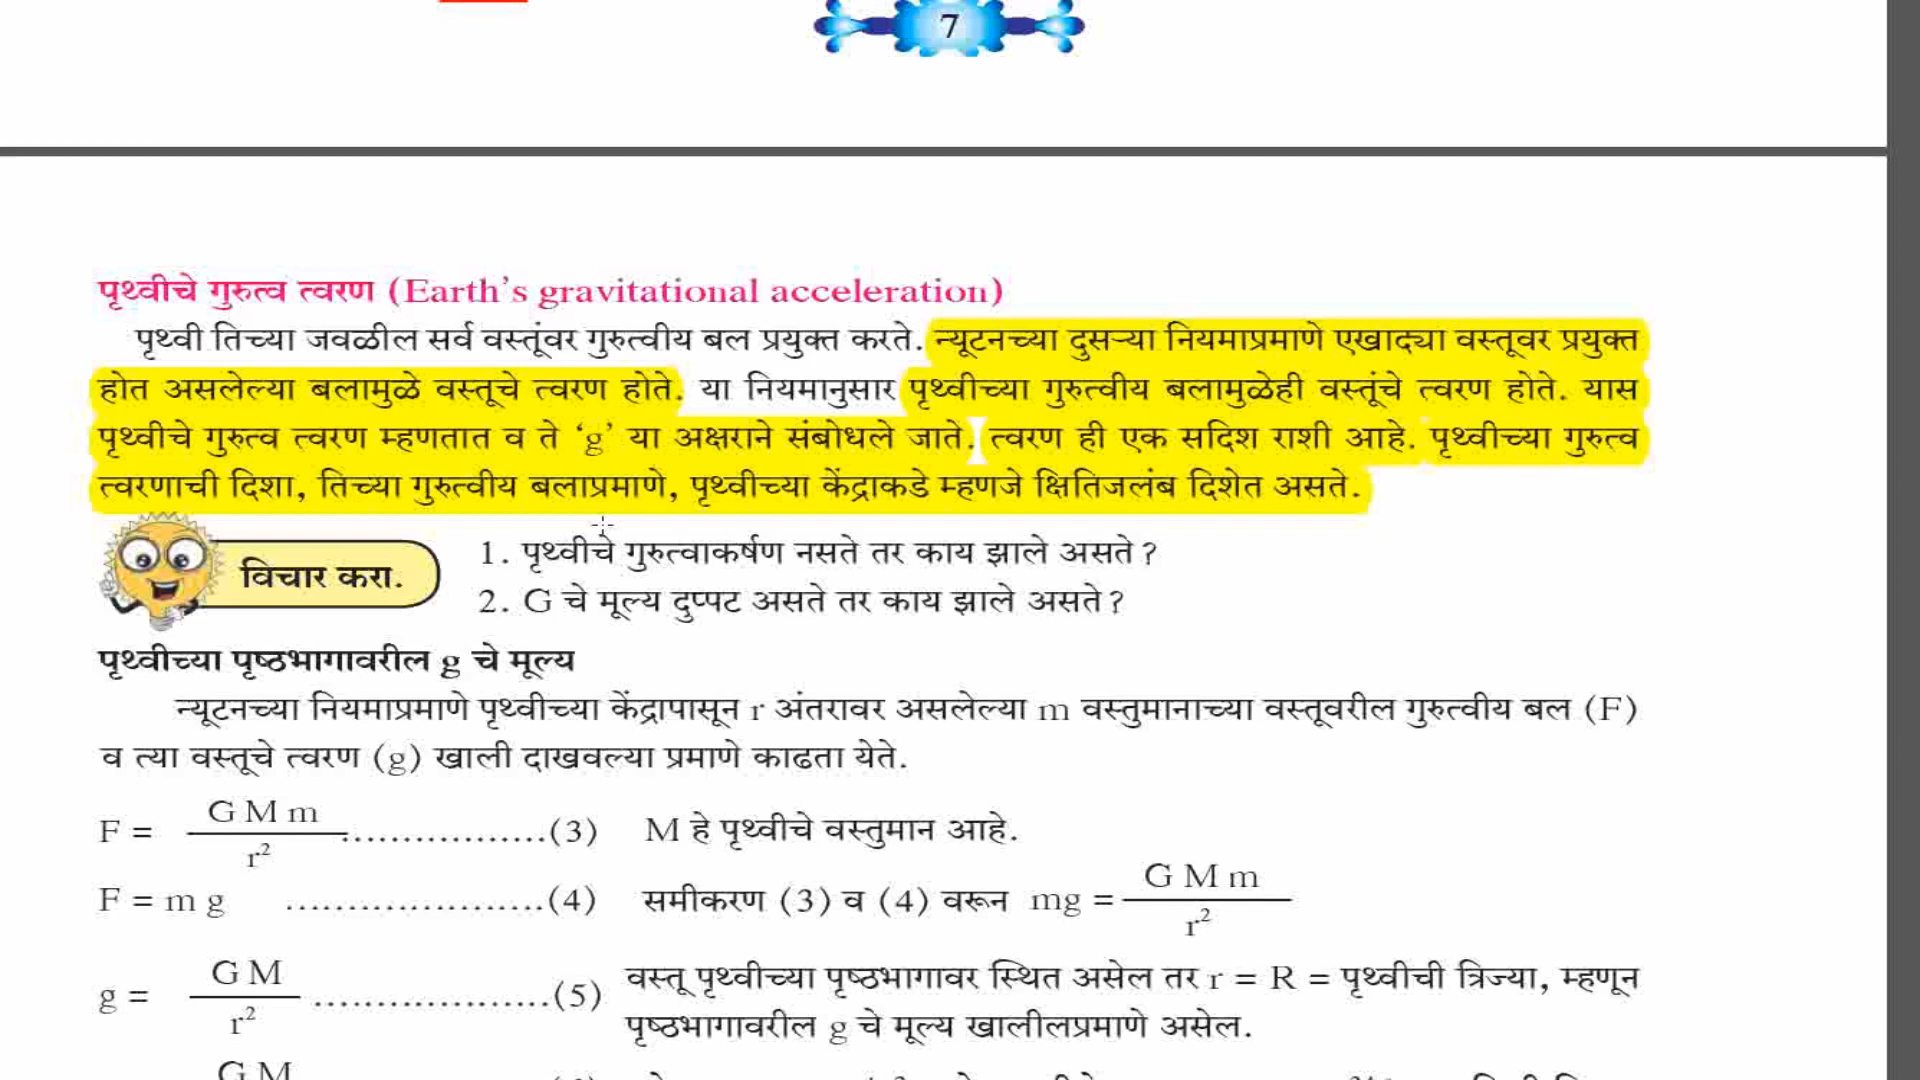 7
पृथ्वीचे गुरुत्व त्वरण (Earth's gravitational acceleration)
पृथ्वी तिच्या जवळील सर्व वस्तूंवर गुरुत्वीय बल प्रयुक्त करते. न्यूटनच्या दुसऱ्या नियमाप्रमाणे एखाद्या वस्तूवर प्रयुक्त
होत असलेल्या बलामुळे वस्तूचे त्वरण होते. या नियमानुसार पृथ्वीच्या गुरुत्वीय बलामुळेही वस्तूंचे त्वरण होते. यास
पृथ्वीचे गुरुत्व त्वरण म्हणतात व ते ‘g’ या अक्षराने संबोधले जाते. त्वरण ही एक सदिश राशी आहे. पृथ्वीच्या गुरुत्व
त्वरणाची दिशा, तिच्या गुरुत्वीय बलाप्रमाणे, पृथ्वीच्या केंद्राकडे म्हणजे क्षितिजलंब दिशेत असते.
विचार करा.
1. पृथ्वीचे गुरुत्वाकर्षण नसते तर काय झाले असते?
2. G चे मूल्य दुप्पट असते तर काय झाले असते?
पृथ्वीच्या पृष्ठभागावरील g चे मूल्य
न्यूटनच्या नियमाप्रमाणे पृथ्वीच्या केंद्रापासून r अंतरावर असलेल्या m वस्तुमानाच्या वस्तूवरील गुरुत्वीय बल (F)
व त्या वस्तूचे त्वरण (g) खाली दाखवल्या प्रमाणे काढता येते.
F = G M m / r² .................(3) M हे पृथ्वीचे वस्तुमान आहे.
F = m g .....................(4) समीकरण (3) व (4) वरून mg = G M m / r²
g = G M / r² ...................(5) वस्तू पृथ्वीच्या पृष्ठभागावर स्थित असेल तर r = R = पृथ्वीची त्रिज्या, म्हणून
पृष्ठभागावरील g चे मूल्य खालीलप्रमाणे असेल.
G M